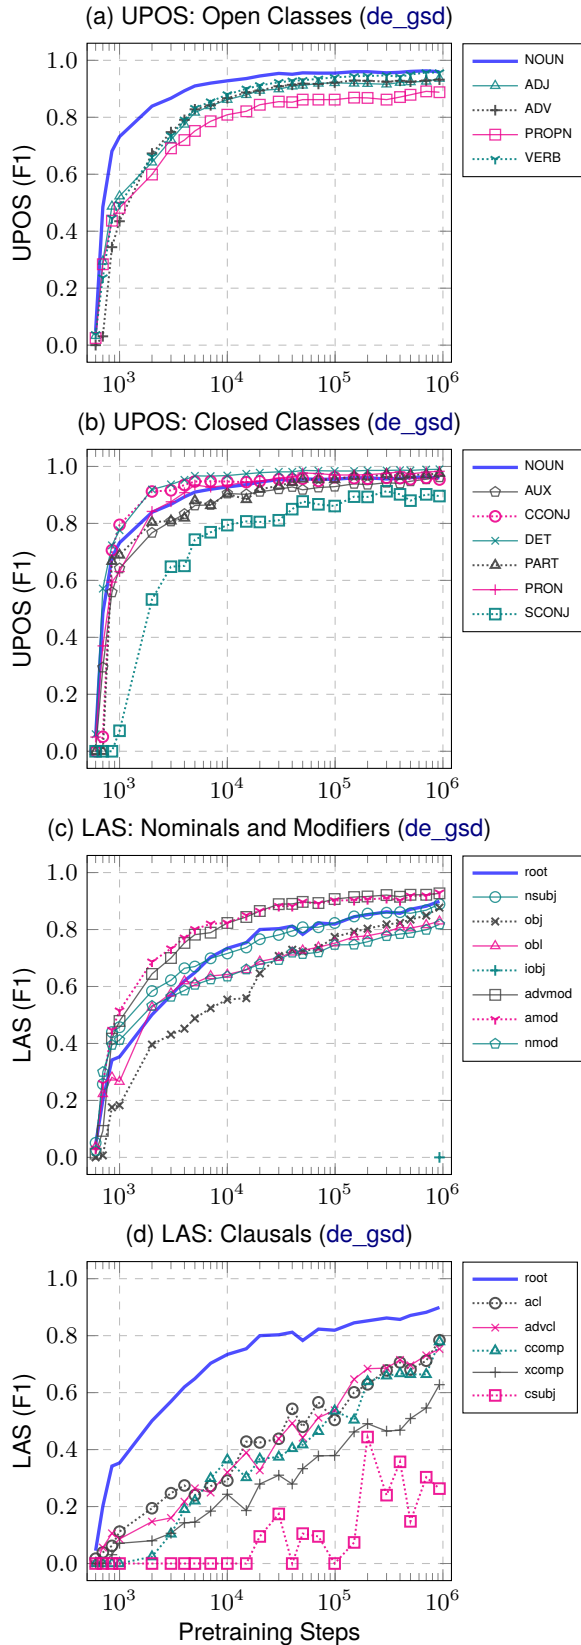 (a) UPOS: Open Classes (de_gsd)
1.0
0.8
0.6
0.4
0.2
0.0
UPOS (F1)
10³ 10⁴ 10⁵ 10⁶
NOUN
ADJ
ADV
PROPN
VERB
(b) UPOS: Closed Classes (de_gsd)
1.0
0.8
0.6
0.4
0.2
0.0
UPOS (F1)
10³ 10⁴ 10⁵ 10⁶
NOUN
AUX
CCONJ
DET
PART
PRON
SCONJ
(c) LAS: Nominals and Modifiers (de_gsd)
1.0
0.8
0.6
0.4
0.2
0.0
LAS (F1)
10³ 10⁴ 10⁵ 10⁶
root
nsubj
obj
obl
iobj
advmod
amod
nmod
(d) LAS: Clausals (de_gsd)
1.0
0.8
0.6
0.4
0.2
0.0
LAS (F1)
10³ 10⁴ 10⁵ 10⁶
Pretraining Steps
root
acl
advcl
ccomp
xcomp
csubj